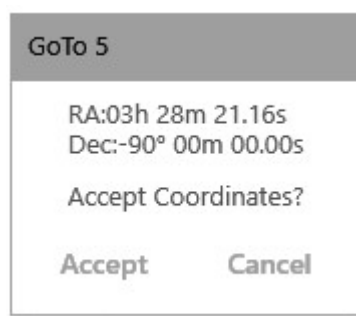 GoTo 5
RA:03h 28m 21.16s
Dec:-90° 00m 00.00s
Accept Coordinates?
Accept Cancel